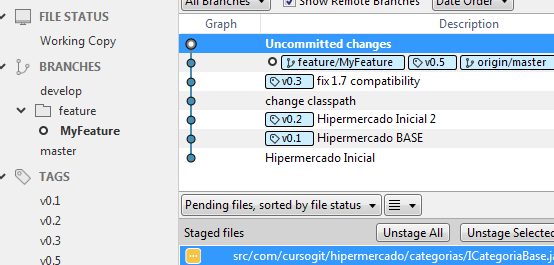 FILE STATUS
Working Copy
BRANCHES
develop
feature
MyFeature
master
TAGS
v0.1
v0.2
v0.3
v0.5
All Branches
Show Remote Branches
Date Order
Graph
Description
Uncommitted changes
feature/MyFeature v0.5 origin/master
v0.3 fix 1.7 compatibility
change classpath
v0.2 Hipermercado Inicial 2
v0.1 Hipermercado BASE
Hipermercado Inicial
Pending files, sorted by file status
Staged files
Unstage All
Unstage Selected
src/com/cursogit/hipermercado/categorias/ICategoriaBase.ja